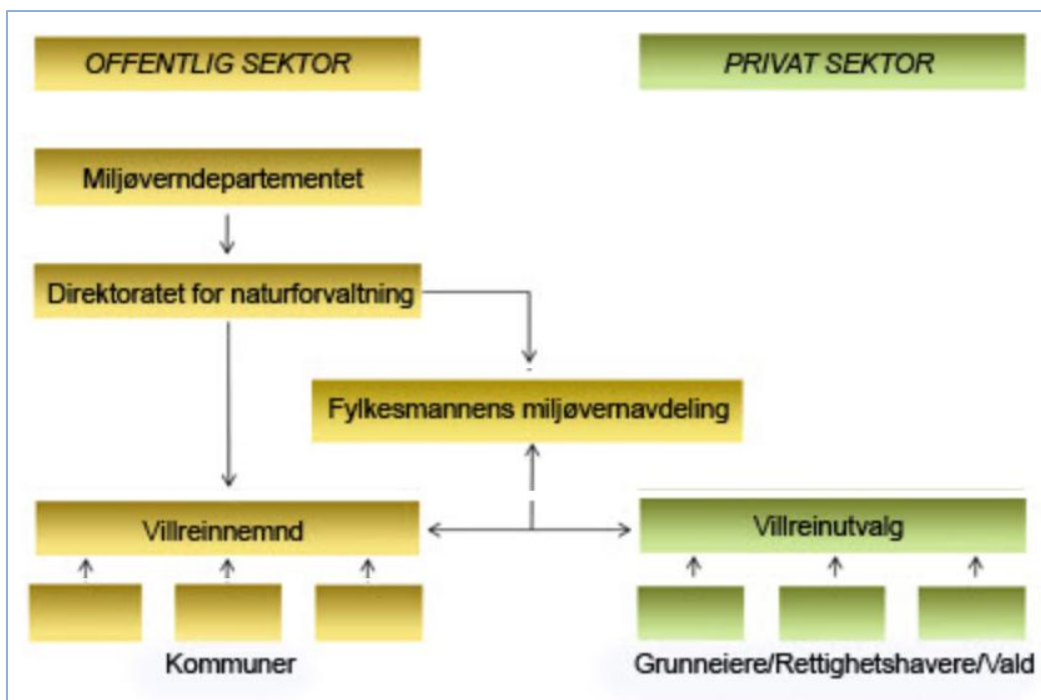 OFFENTLIG SEKTOR
PRIVAT SEKTOR
Miljøverndepartementet
Direktoratet for naturforvaltning
Fylkesmannens miljøvernavdeling
Villreinnemnd
Villreinutvalg
Kommuner
Grunneiere/Rettighetshavere/Vald